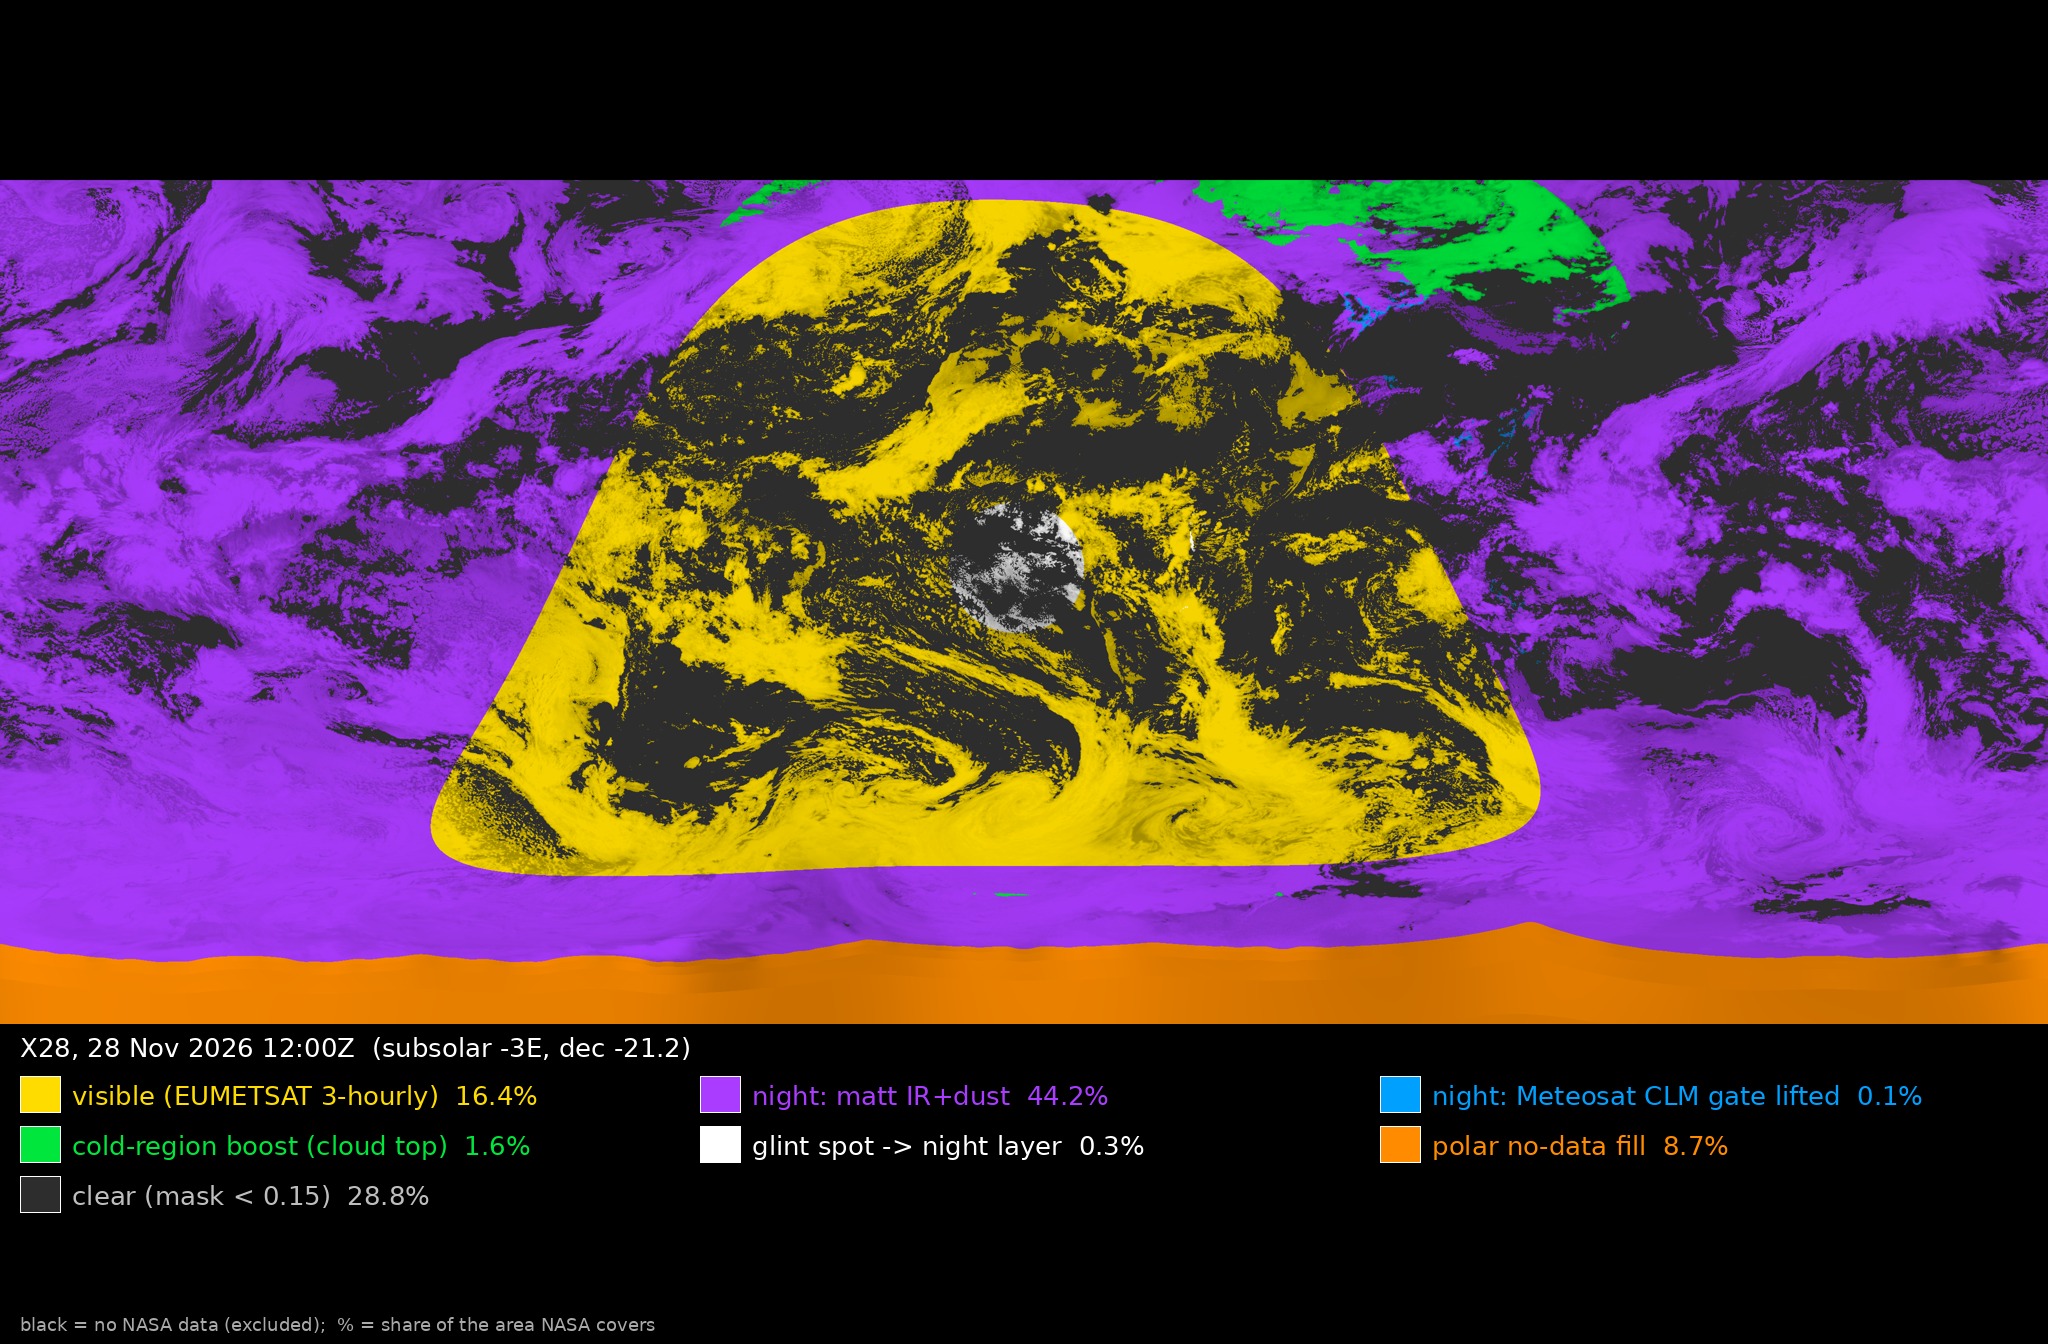 X28, 28 Nov 2026 12:00Z  (subsolar -3E, dec -21.2)
visible (EUMETSAT 3-hourly)  16.4%
night: matt IR+dust  44.2%
night: Meteosat CLM gate lifted  0.1%
cold-region boost (cloud top)  1.6%
glint spot -> night layer  0.3%
polar no-data fill  8.7%
clear (mask < 0.15)  28.8%
black = no NASA data (excluded);  % = share of the area NASA covers